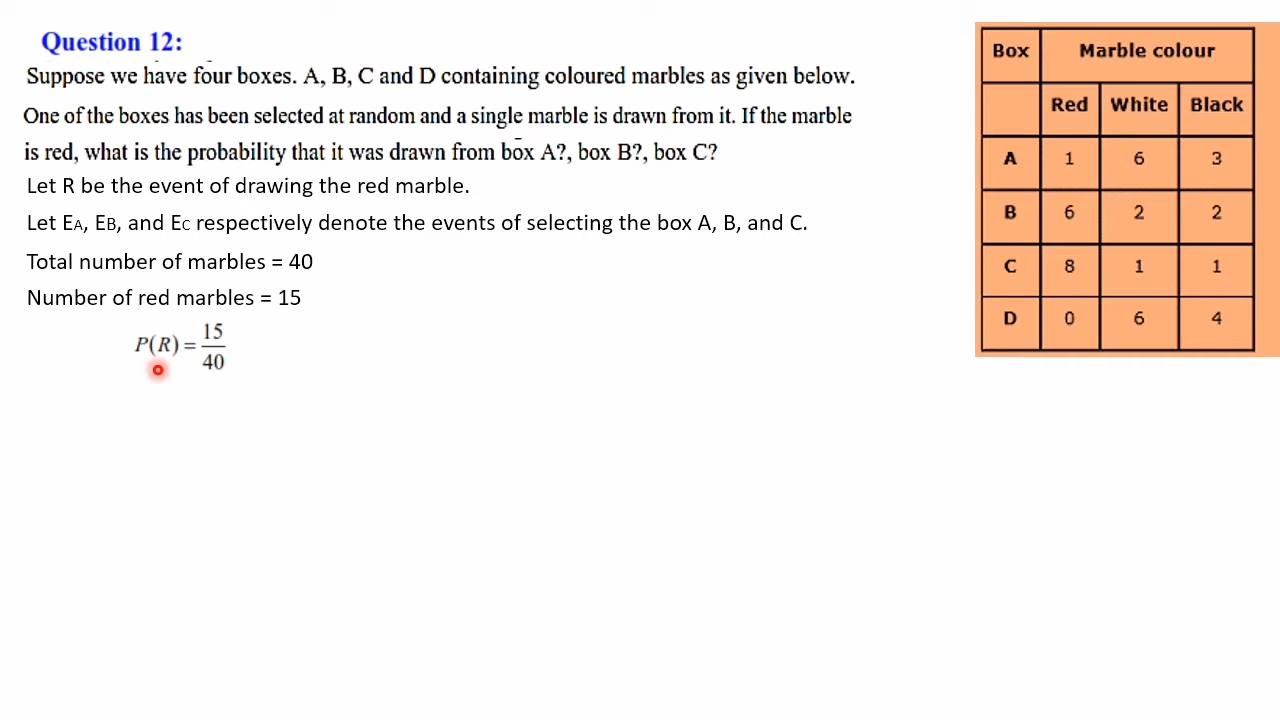 Question 12:
Suppose we have four boxes. A, B, C and D containing coloured marbles as given below.
One of the boxes has been selected at random and a single marble is drawn from it. If the marble
is red, what is the probability that it was drawn from box A?, box B?, box C?
Let R be the event of drawing the red marble.
Let EA, EB, and EC respectively denote the events of selecting the box A, B, and C.
Total number of marbles = 40
Number of red marbles = 15
P(R) = 15/40
Box Marble colour
Red White Black
A 1 6 3
B 6 2 2
C 8 1 1
D 0 6 4